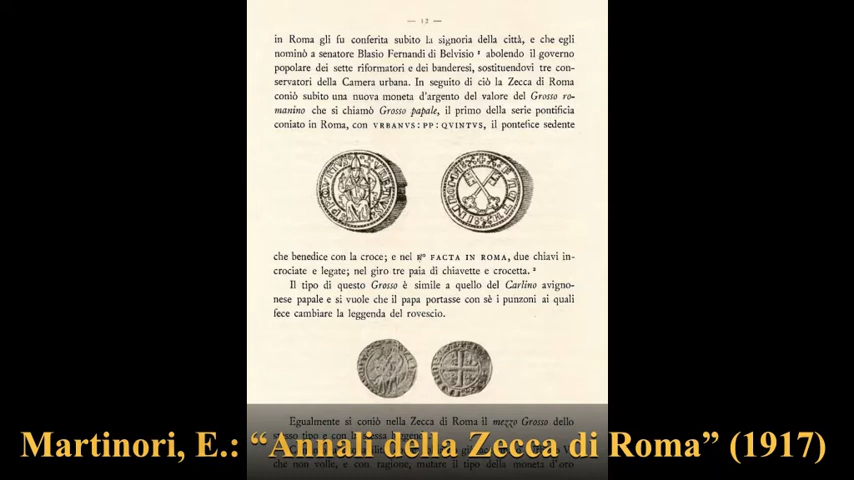 — 12 —
in Roma gli fu conferita subito la signoria della città, e che egli
nominò a senatore Blasio Fernandi di Belvisio ¹ abolendo il governo
popolare dei sette riformatori e dei banderesi, sostituendovi tre con-
servatori della Camera urbana. In seguito di ciò la Zecca di Roma
coniò subito una nuova moneta d'argento del valore del Grosso ro-
manino che si chiamò Grosso papale, il primo della serie pontificia
coniato in Roma, con VRBANVS : PP : QVINTVS, il pontefice sedente
che benedice con la croce; e nel ℞ FACTA IN ROMA, due chiavi in-
crociate e legate; nel giro tre paia di chiavette e crocetta. ²
Il tipo di questo Grosso è simile a quello del Carlino avigno-
nese papale e si vuole che il papa portasse con sè i punzoni ai quali
fece cambiare la leggenda del rovescio.
Egualmente si coniò nella Zecca di Roma il mezzo Grosso dello
Martinori, E.: “Annali della Zecca di Roma” (1917)
che non volle, e con ragione, mutare il tipo della moneta d'oro